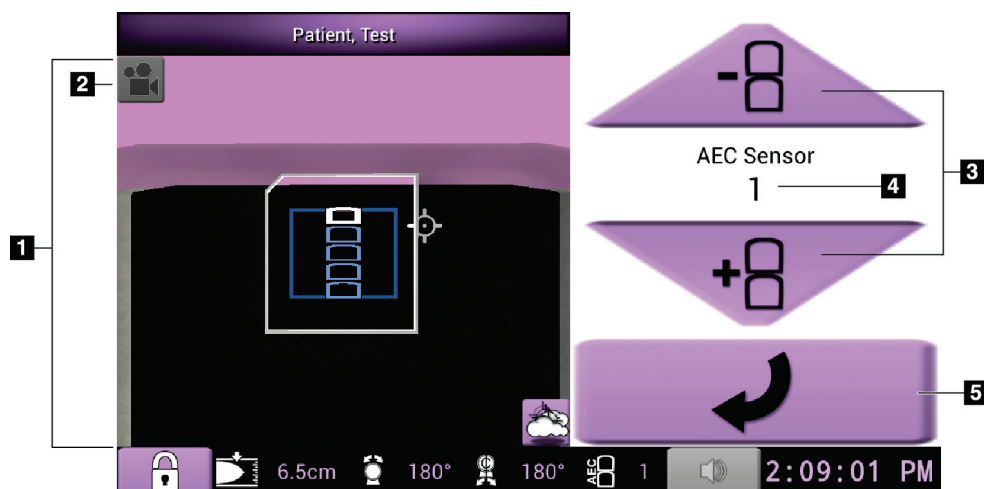 Patient, Test
2
AEC Sensor
1
3
4
1
5
6.5cm
180°
180°
AEC
1
2:09:01 PM